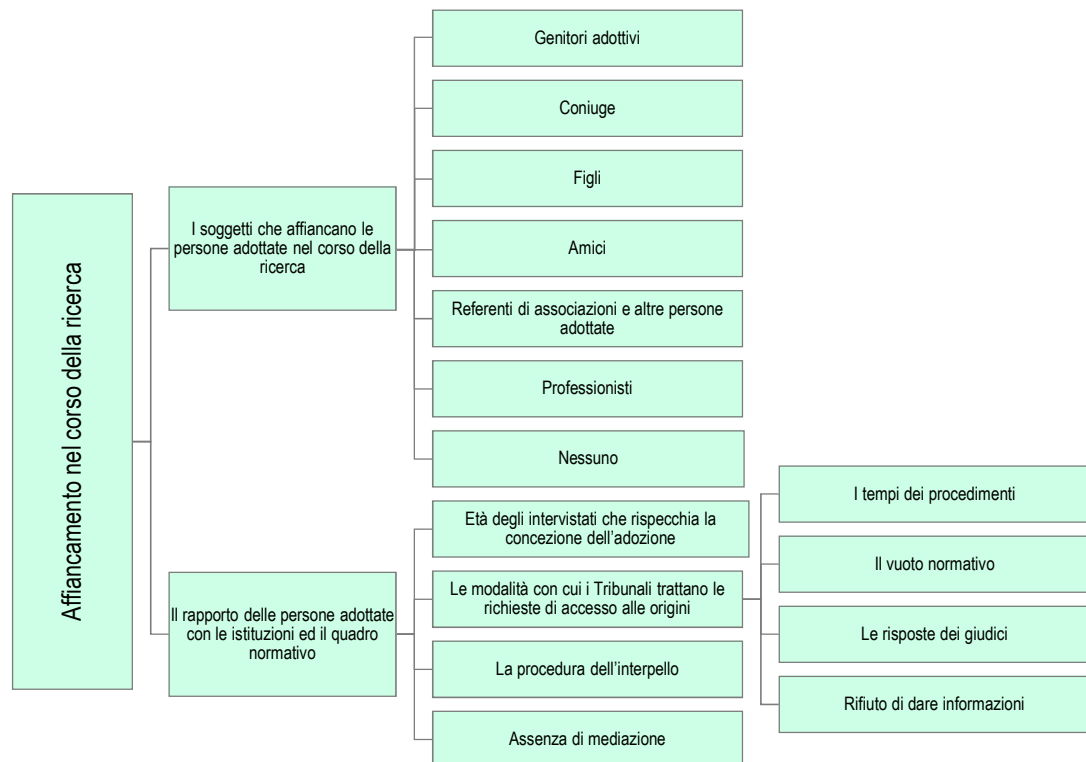 Affiancamento nel corso della ricerca
I soggetti che affiancano le
persone adottate nel corso della
ricerca
Genitori adottivi
Coniuge
Figli
Amici
Referenti di associazioni e altre persone
adottate
Professionisti
Nessuno
Il rapporto delle persone adottate
con le istituzioni ed il quadro
normativo
Età degli intervistati che rispecchia la
concezione dell’adozione
Le modalità con cui i Tribunali trattano le
richieste di accesso alle origini
I tempi dei procedimenti
Il vuoto normativo
Le risposte dei giudici
Rifiuto di dare informazioni
La procedura dell’interpello
Assenza di mediazione